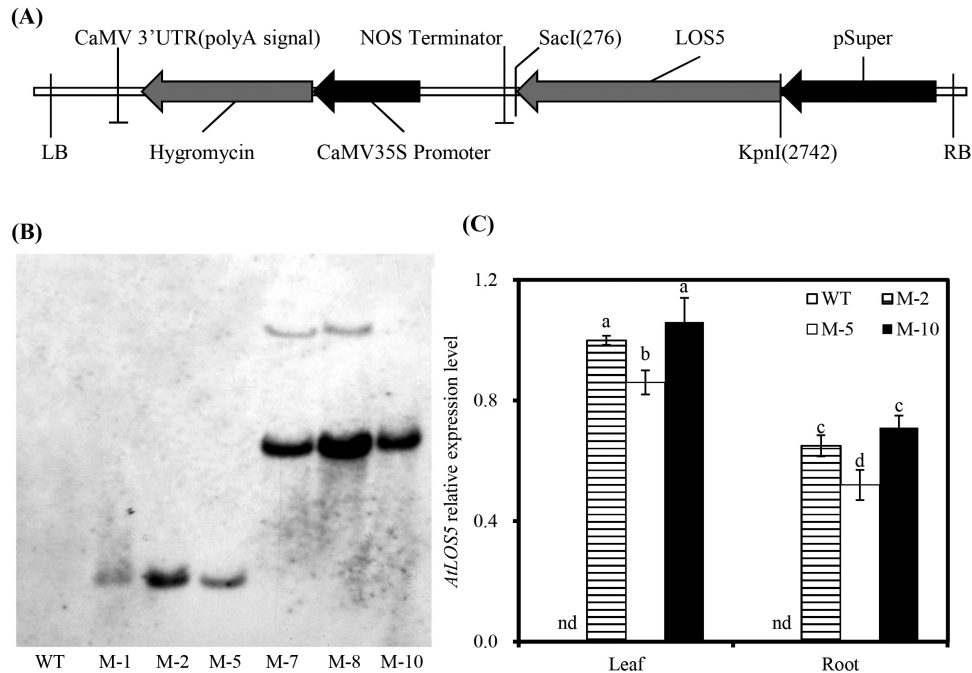 (A)
CaMV 3’UTR(polyA signal) NOS Terminator SacI(276) LOS5 pSuper
LB Hygromycin CaMV35S Promoter KpnI(2742) RB
(B)
WT M-1 M-2 M-5 M-7 M-8 M-10
(C)
AtLOS5 relative expression level
1.2
0.8
0.4
0.0
WT M-2
M-5 M-10
a
b
a
c
d
c
nd
nd
Leaf Root